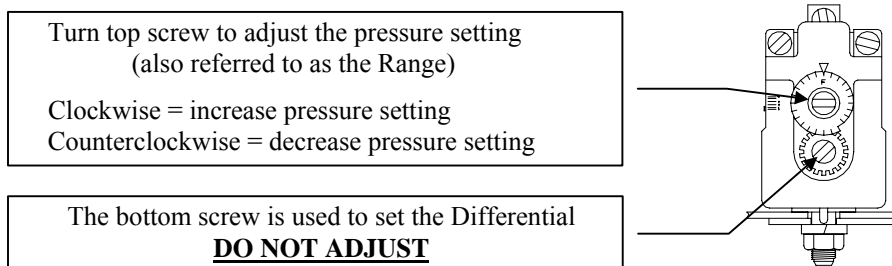 Turn top screw to adjust the pressure setting
(also referred to as the Range)
Clockwise = increase pressure setting
Counterclockwise = decrease pressure setting
The bottom screw is used to set the Differential
DO NOT ADJUST
F